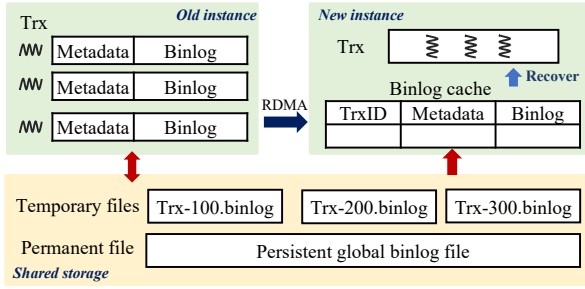 Old instance
Trx
Metadata Binlog
Metadata Binlog
Metadata Binlog
RDMA
New instance
Trx
Recover
Binlog cache
TrxID Metadata Binlog
Temporary files Trx-100.binlog Trx-200.binlog Trx-300.binlog
Permanent file Persistent global binlog file
Shared storage